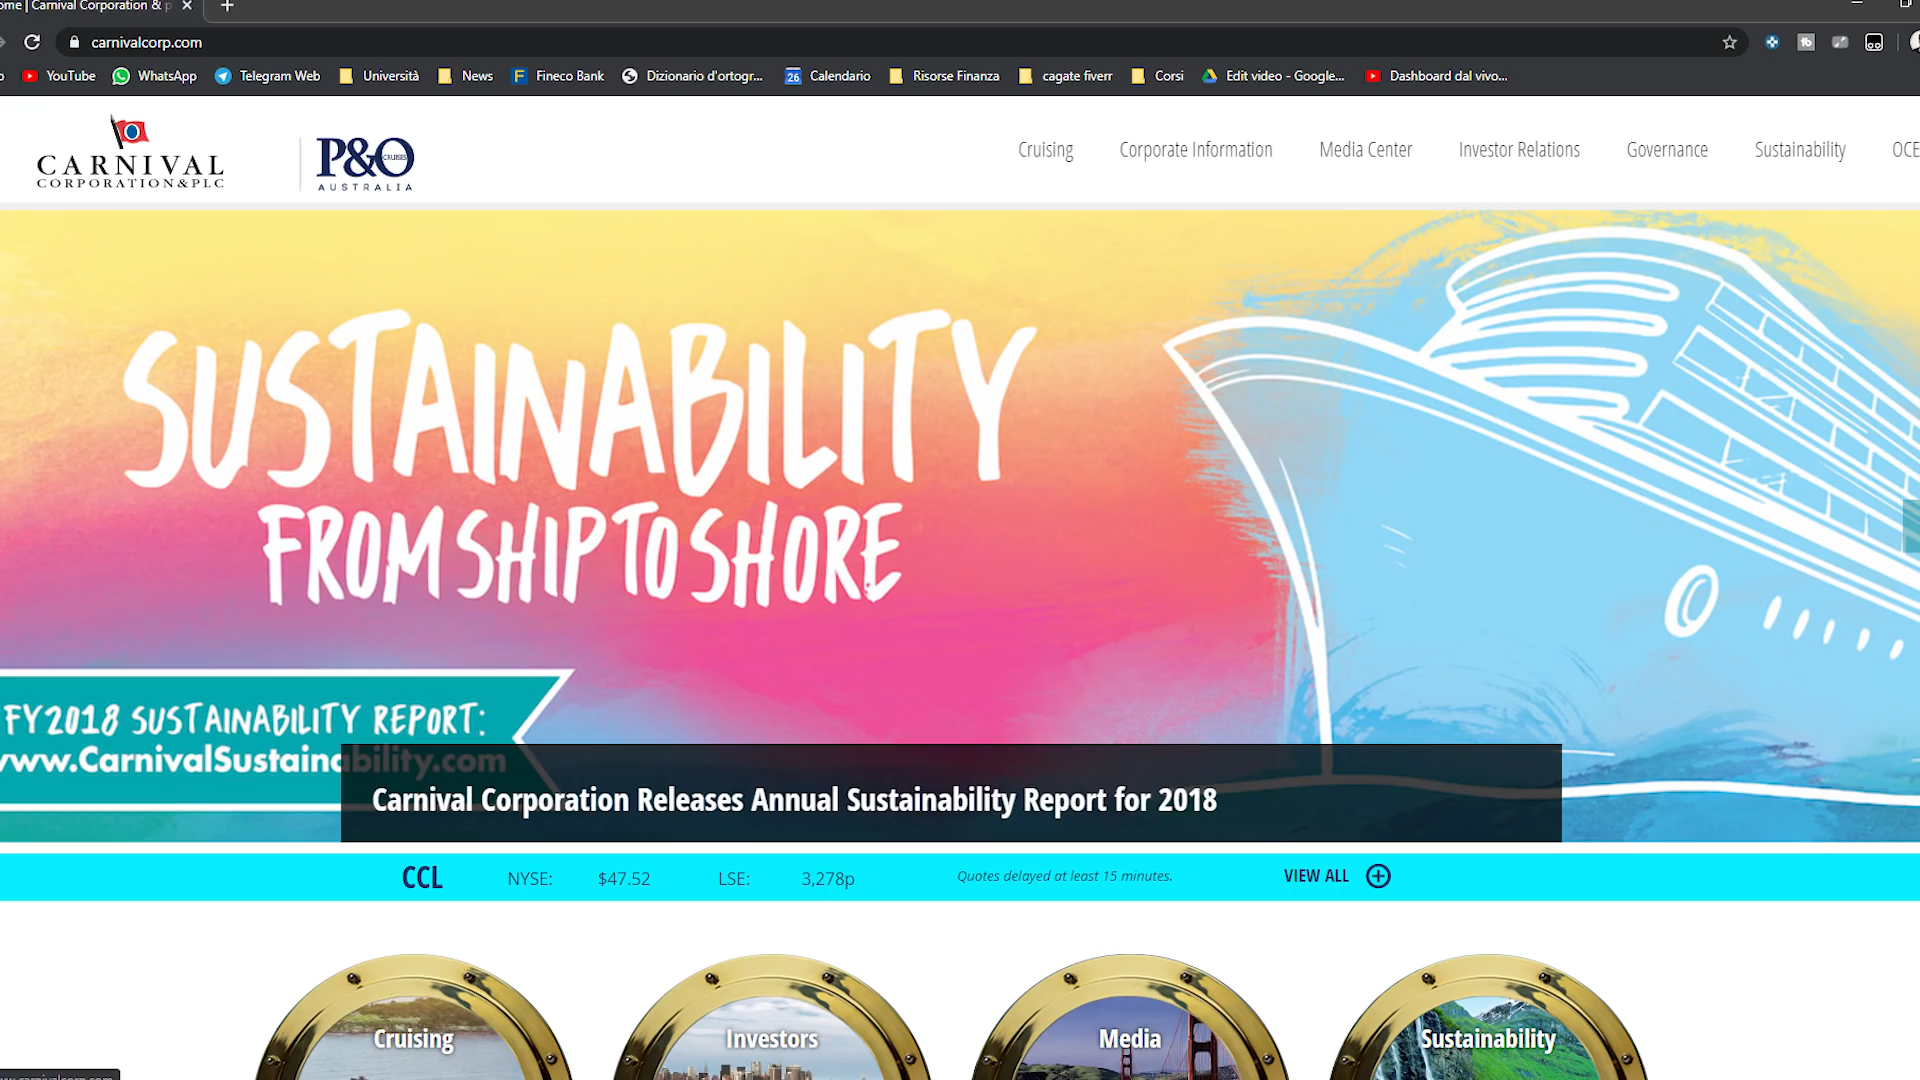 ome | Carnival Corporation & p
carnivalcorp.com
YouTube WhatsApp Telegram Web Università News Fineco Bank Dizionario d'ortogr... 26 Calendario Risorse Finanza cagate fiverr Corsi Edit video - Google... Dashboard dal vivo...
CARNIVAL
CORPORATION&PLC
P&O
CRUISES
AUSTRALIA
Cruising Corporate Information Media Center Investor Relations Governance Sustainability OCE
SUSTAINABILITY
FROM SHIP TO SHORE
FY2018 SUSTAINABILITY REPORT:
www.CarnivalSustainability.com
Carnival Corporation Releases Annual Sustainability Report for 2018
CCL NYSE: $47.52 LSE: 3,278p Quotes delayed at least 15 minutes. VIEW ALL
Cruising Investors Media Sustainability